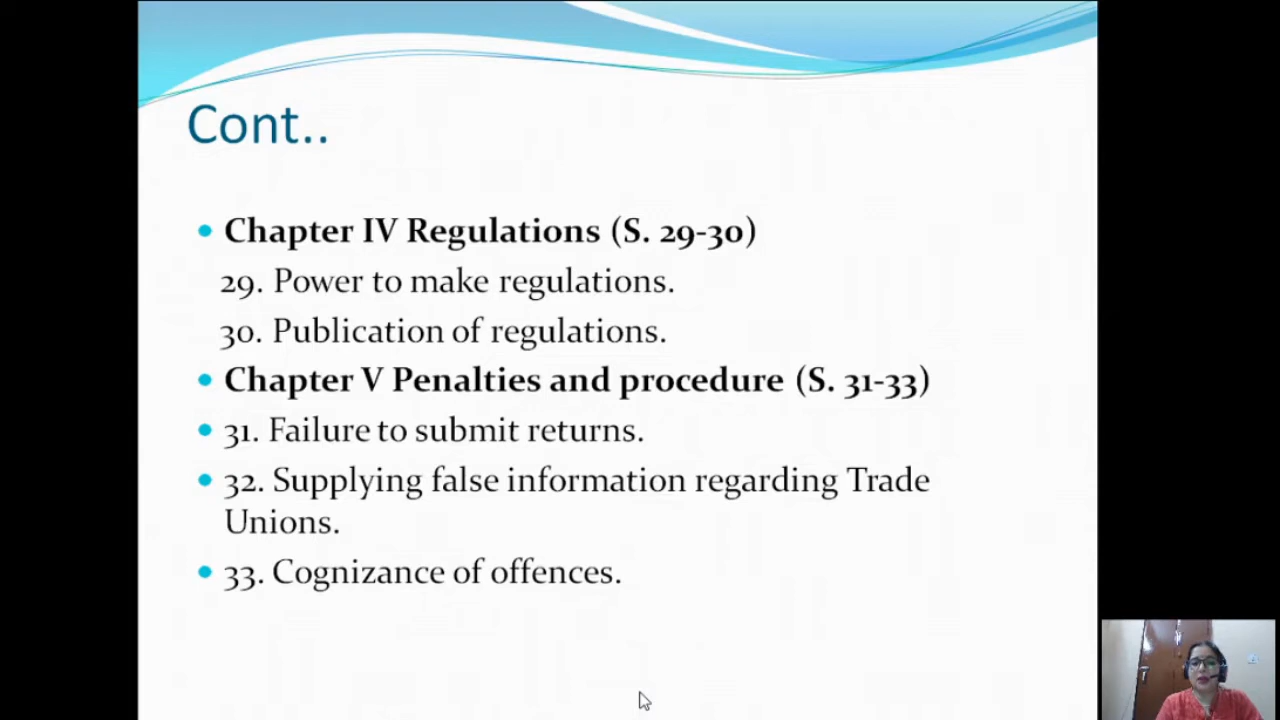 Cont..
Chapter IV Regulations (S. 29-30)
29. Power to make regulations.
30. Publication of regulations.
Chapter V Penalties and procedure (S. 31-33)
31. Failure to submit returns.
32. Supplying false information regarding Trade
Unions.
33. Cognizance of offences.